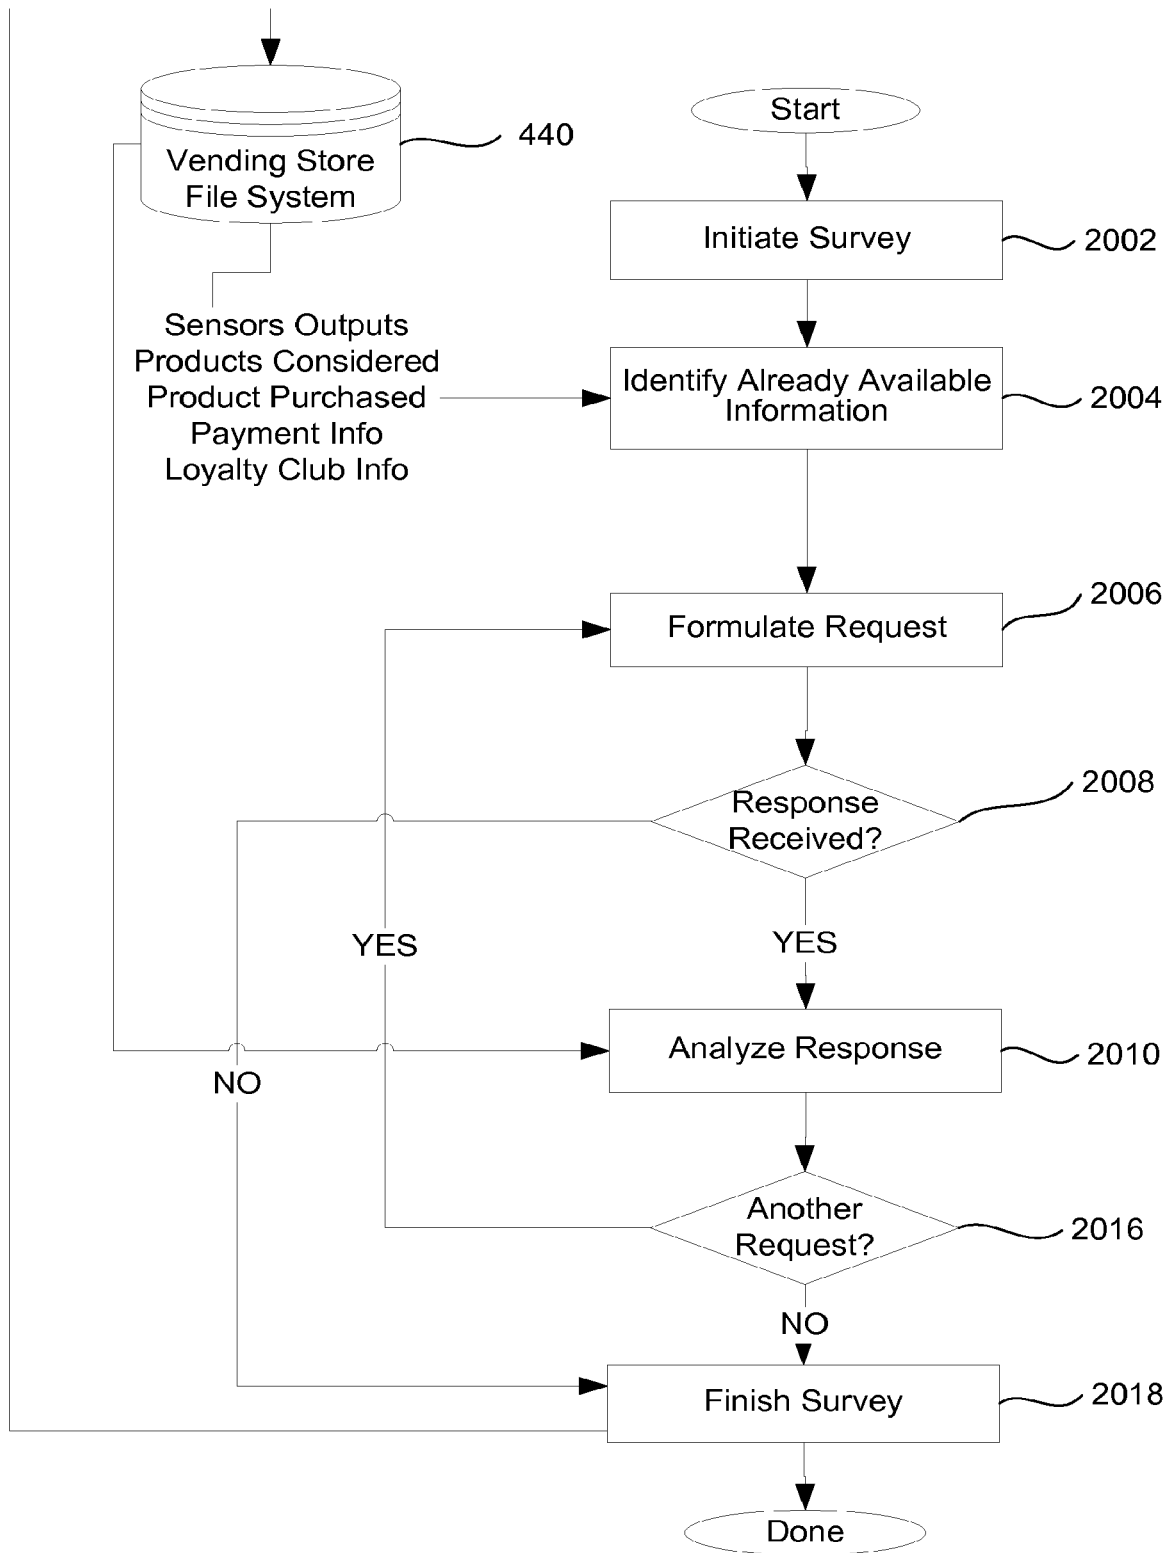 Start
440
Vending Store
File System
Initiate Survey
2002
Sensors Outputs
Products Considered
Product Purchased
Payment Info
Loyalty Club Info
Identify Already Available
Information
2004
Formulate Request
2006
Response
Received?
2008
YES
YES
Analyze Response
2010
NO
Another
Request?
2016
NO
Finish Survey
2018
Done